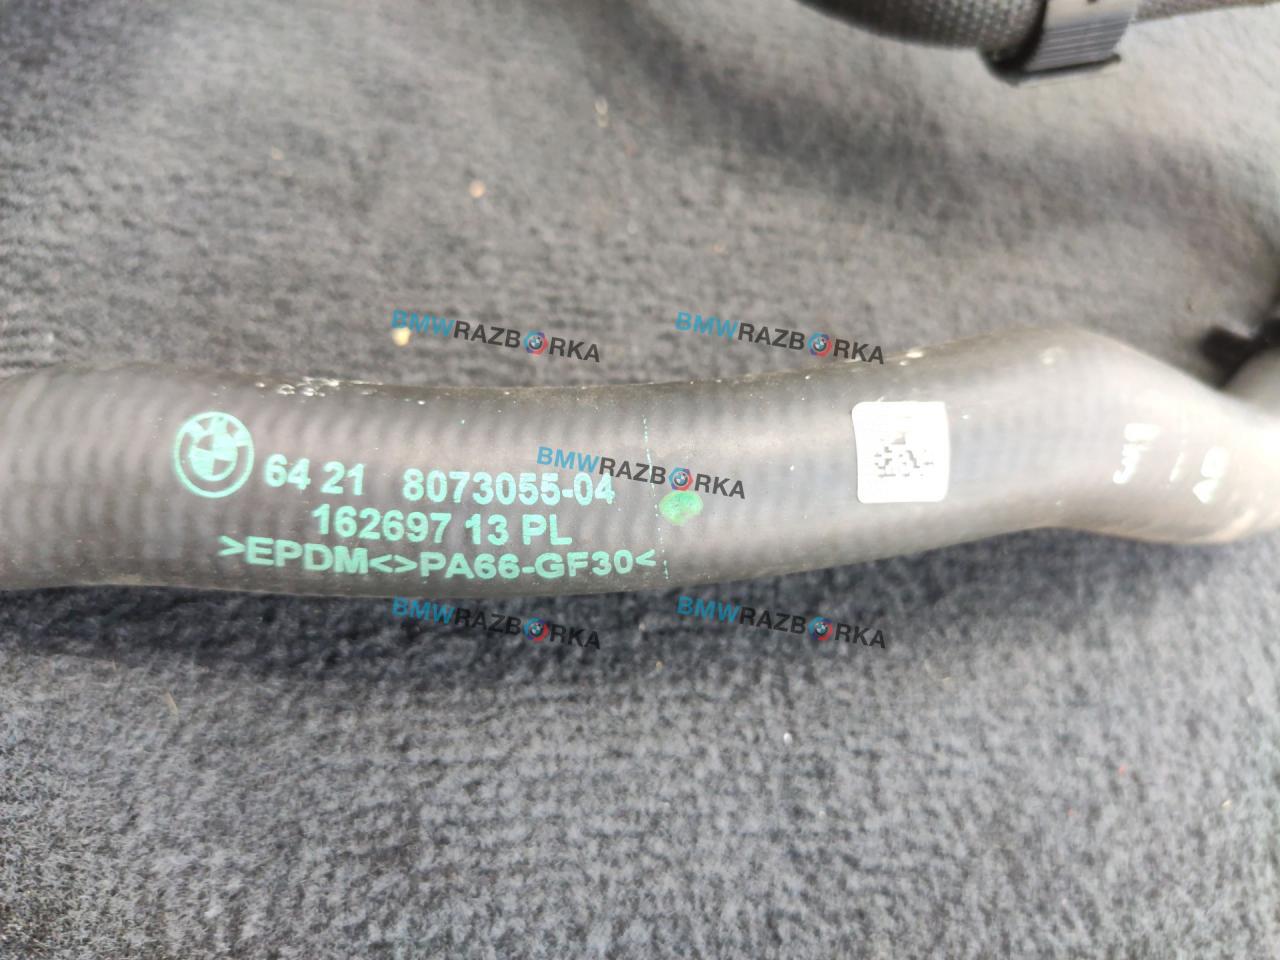 BMWRAZBORKA BMWRAZBORKA
64 21 8073055-04
BMWRAZBORKA
162697 13 PL
>EPDM<>PA66-GF30<
BMWRAZBORKA BMWRAZBORKA